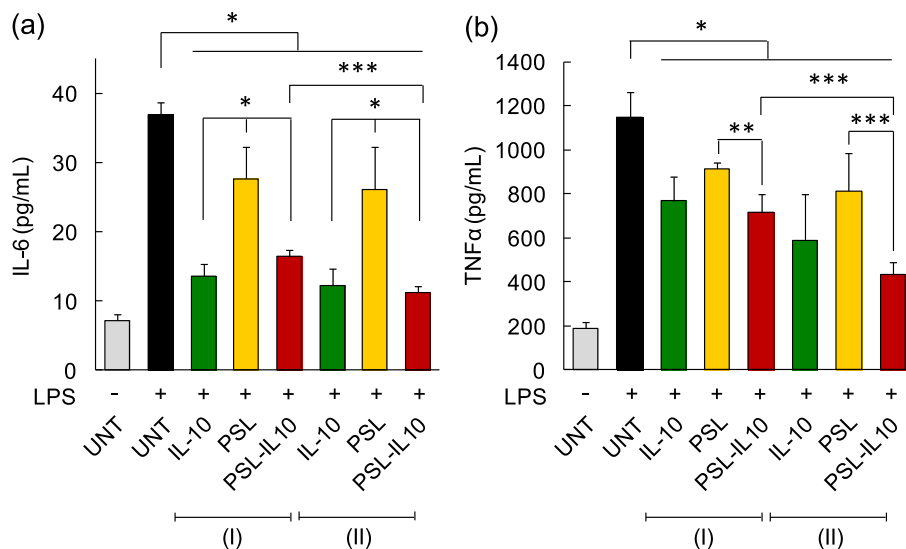 (a)
*
***
*
*
IL-6 (pg/mL)
40
30
20
10
0
LPS - + + + + + + +
UNT UNT IL-10 PSL PSL-IL10 IL-10 PSL PSL-IL10
(I) (II)
(b)
*
***
**
***
TNFα (pg/mL)
1400
1200
1000
800
600
400
200
0
LPS - + + + + + + +
UNT UNT IL-10 PSL PSL-IL10 IL-10 PSL PSL-IL10
(I) (II)